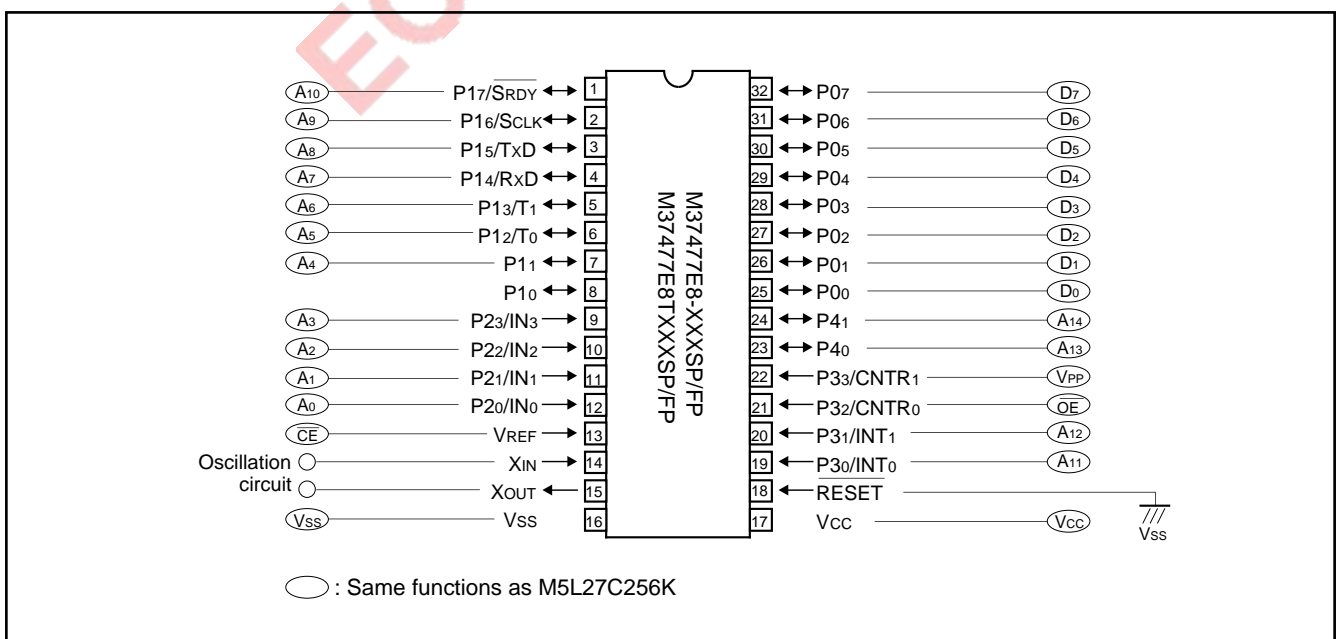 A10 P17/SRDY 1 32 P07 D7
A9 P16/SCLK 2 31 P06 D6
A8 P15/TxD 3 30 P05 D5
A7 P14/RxD 4 29 P04 D4
A6 P13/T1 5 28 P03 D3
A5 P12/T0 6 27 P02 D2
A4 P11 7 26 P01 D1
P10 8 25 P00 D0
A3 P23/IN3 9 24 P41 A14
A2 P22/IN2 10 23 P40 A13
A1 P21/IN1 11 22 P33/CNTR1 VPP
A0 P20/IN0 12 21 P32/CNTR0 OE
CE VREF 13 20 P31/INT1 A12
Oscillation circuit XIN 14 19 P30/INT0 A11
XOUT 15 18 RESET VSS
VSS VSS 16 17 VCC VCC
M37477E8-XXXSP/FP
M37477E8TXXXSP/FP
: Same functions as M5L27C256K